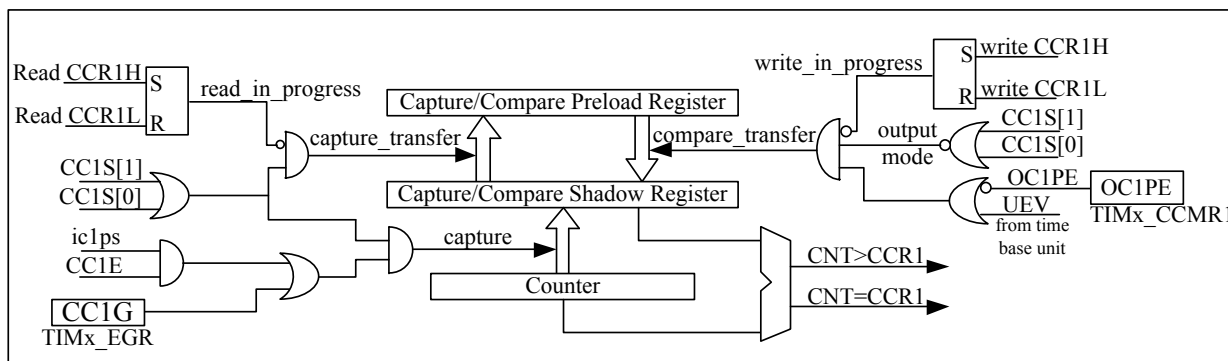 Read CCR1H
S
Read CCR1L
R
read_in_progress
CC1S[1]
CC1S[0]
ic1ps
CC1E
CC1G
TIMx_EGR
capture_transfer
capture
Capture/Compare Preload Register
Capture/Compare Shadow Register
Counter
compare_transfer
write_in_progress
S
write CCR1H
R
write CCR1L
output
mode
CC1S[1]
CC1S[0]
OC1PE
OC1PE
TIMx_CCMR1
UEV
from time
base unit
CNT>CCR1
CNT=CCR1